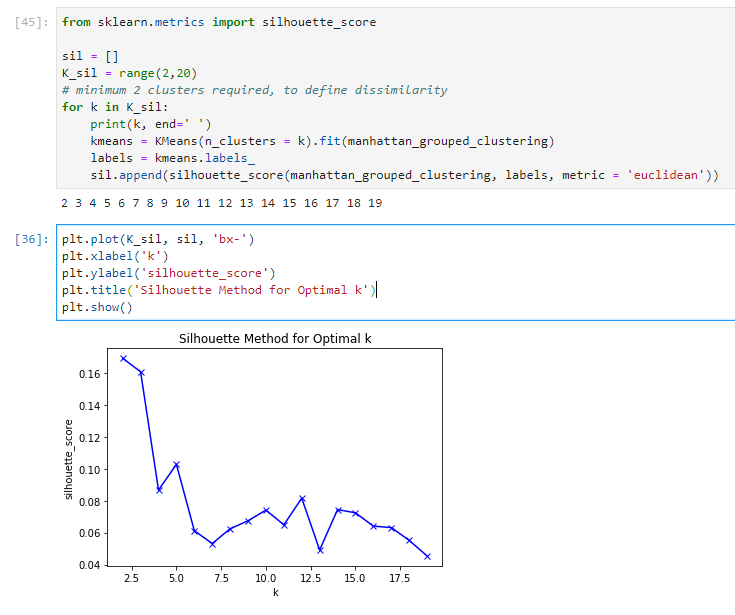 [45]: from sklearn.metrics import silhouette_score
sil = []
K_sil = range(2,20)
# minimum 2 clusters required, to define dissimilarity
for k in K_sil:
    print(k, end=' ')
    kmeans = KMeans(n_clusters = k).fit(manhattan_grouped_clustering)
    labels = kmeans.labels_
    sil.append(silhouette_score(manhattan_grouped_clustering, labels, metric = 'euclidean'))
2 3 4 5 6 7 8 9 10 11 12 13 14 15 16 17 18 19
[36]: plt.plot(K_sil, sil, 'bx-')
plt.xlabel('k')
plt.ylabel('silhouette_score')
plt.title('Silhouette Method for Optimal k')
plt.show()
Silhouette Method for Optimal k
silhouette_score
0.16
0.14
0.12
0.10
0.08
0.06
0.04
2.5 5.0 7.5 10.0 12.5 15.0 17.5
k